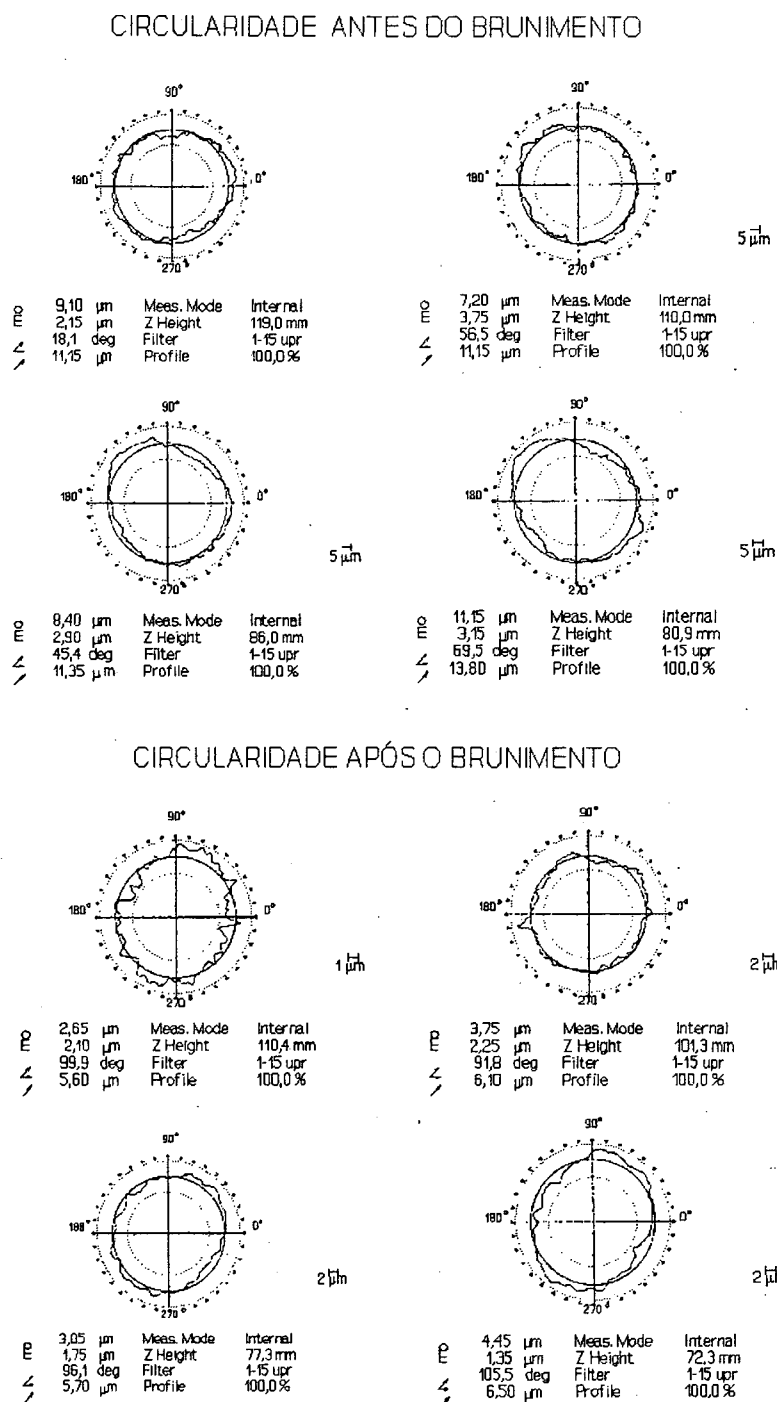 CIRCULARIDADE ANTES DO BRUNIMENTO
90°
180°
0°
270°
9,10 µm Meas. Mode Internal
2,15 µm Z Height 119,0 mm
18,1 deg Filter 1-15 upr
11,15 µm Profile 100,0 %
90°
180°
0°
270°
5 µm
7,20 µm Meas. Mode Internal
3,75 µm Z Height 110,0 mm
56,5 deg Filter 1-15 upr
11,15 µm Profile 100,0 %
90°
180°
0°
270°
5 µm
8,40 µm Meas. Mode Internal
2,90 µm Z Height 86,0 mm
45,4 deg Filter 1-15 upr
11,35 µm Profile 100,0 %
90°
180°
0°
270°
5 µm
11,15 µm Meas. Mode Internal
3,15 µm Z Height 80,9 mm
69,5 deg Filter 1-15 upr
13,80 µm Profile 100,0 %
CIRCULARIDADE APÓS O BRUNIMENTO
90°
180°
0°
270°
1 µm
2,65 µm Meas. Mode Internal
2,10 µm Z Height 110,4 mm
99,9 deg Filter 1-15 upr
5,60 µm Profile 100,0 %
90°
180°
0°
270°
2 µm
3,75 µm Meas. Mode Internal
2,25 µm Z Height 101,3 mm
91,8 deg Filter 1-15 upr
6,10 µm Profile 100,0 %
90°
180°
0°
270°
2 µm
3,05 µm Meas. Mode Internal
1,75 µm Z Height 77,3 mm
96,1 deg Filter 1-15 upr
5,70 µm Profile 100,0 %
90°
180°
0°
270°
2 µm
4,45 µm Meas. Mode Internal
1,35 µm Z Height 72,3 mm
105,5 deg Filter 1-15 upr
6,50 µm Profile 100,0 %